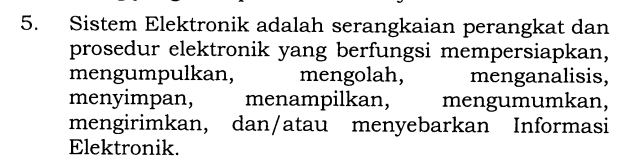 5. Sistem Elektronik adalah serangkaian perangkat dan
prosedur elektronik yang berfungsi mempersiapkan,
mengumpulkan, mengolah, menganalisis,
menyimpan, menampilkan, mengumumkan,
mengirimkan, dan/atau menyebarkan Informasi
Elektronik.